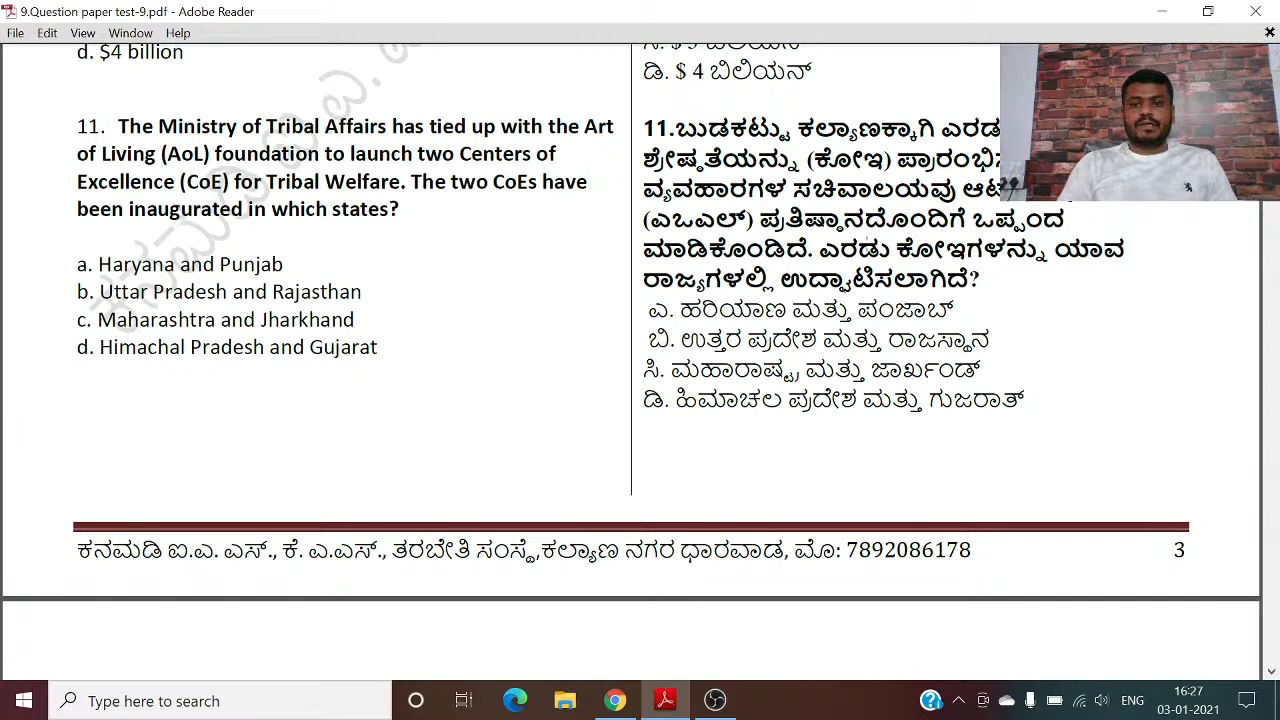 9.Question paper test-9.pdf - Adobe Reader
File Edit View Window Help
d. $4 billion
11. The Ministry of Tribal Affairs has tied up with the Art
of Living (AoL) foundation to launch two Centers of
Excellence (CoE) for Tribal Welfare. The two CoEs have
been inaugurated in which states?
a. Haryana and Punjab
b. Uttar Pradesh and Rajasthan
c. Maharashtra and Jharkhand
d. Himachal Pradesh and Gujarat
ಡಿ. $ 4 ಬಿಲಿಯನ್
11.ಬುಡಕಟ್ಟು ಕಲ್ಯಾಣಕ್ಕಾಗಿ
ಶ್ರೇಷ್ಠತೆಯನ್ನು (ಕೋಇ)
ವ್ಯವಹಾರಗಳ ಸಚಿವಾಲಯವು
(ಎಒಎಲ್) ಪ್ರತಿಷ್ಠಾನದೊಂದಿಗೆ ಒಪ್ಪಂದ
ಮಾಡಿಕೊಂಡಿದೆ. ಎರಡು ಕೋಇಗಳನ್ನು ಯಾವ
ರಾಜ್ಯಗಳಲ್ಲಿ ಉದ್ಘಾಟಿಸಲಾಗಿದೆ?
ಎ. ಹರಿಯಾಣ ಮತ್ತು ಪಂಜಾಬ್
ಬಿ. ಉತ್ತರ ಪ್ರದೇಶ ಮತ್ತು ರಾಜಸ್ಥಾನ
ಸಿ. ಮಹಾರಾಷ್ಟ್ರ ಮತ್ತು ಜಾರ್ಖಂಡ್
ಡಿ. ಹಿಮಾಚಲ ಪ್ರದೇಶ ಮತ್ತು ಗುಜರಾತ್
ಕನಮಡಿ ಐ.ಎ. ಎಸ್., ಕೆ. ಎ.ಎಸ್., ತರಬೇತಿ ಸಂಸ್ಥೆ,ಕಲ್ಯಾಣ ನಗರ ಧಾರವಾಡ, ಮೊ: 7892086178 3
Type here to search
ENG
16:27
03-01-2021